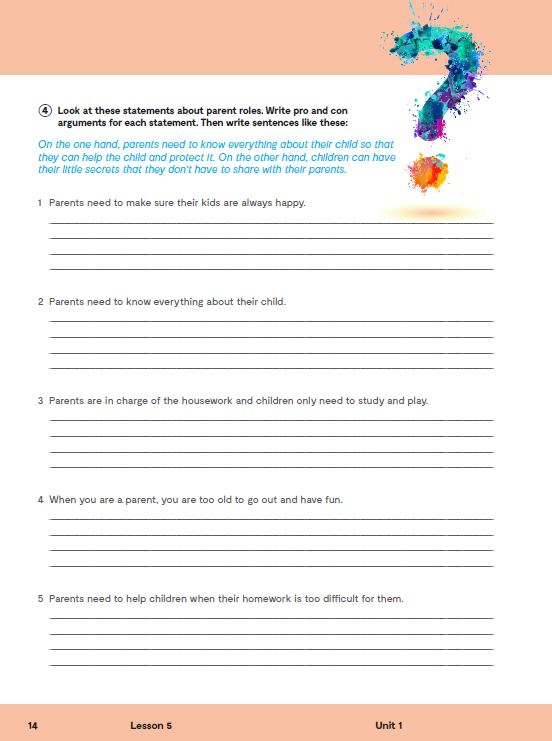 4 Look at these statements about parent roles. Write pro and con
arguments for each statement. Then write sentences like these:
On the one hand, parents need to know everything about their child so that
they can help the child and protect it. On the other hand, children can have
their little secrets that they don't have to share with their parents.
1 Parents need to make sure their kids are always happy.
2 Parents need to know everything about their child.
3 Parents are in charge of the housework and children only need to study and play.
4 When you are a parent, you are too old to go out and have fun.
5 Parents need to help children when their homework is too difficult for them.
14 Lesson 5 Unit 1